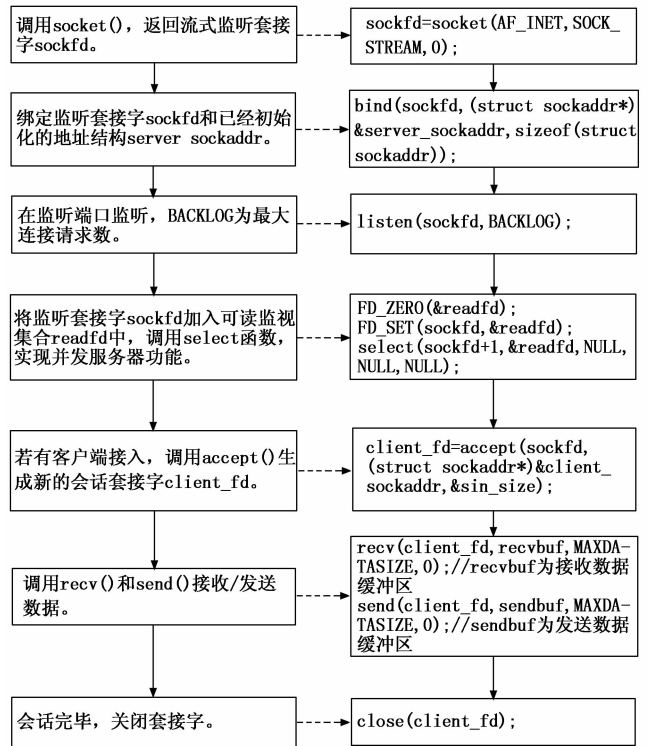 调用socket(),返回流式监听套接
字sockfd。
sockfd=socket(AF_INET,SOCK_
STREAM,0);
绑定监听套接字sockfd和已经初始
化的地址结构server sockaddr。
bind(sockfd,(struct sockaddr*)
&server_sockaddr,sizeof(struct
sockaddr));
在监听端口监听,BACKLOG为最大
连接请求数。
listen(sockfd,BACKLOG);
将监听套接字sockfd加入可读监视
集合readfd中,调用select函数,
实现并发服务器功能。
FD_ZERO(&readfd);
FD_SET(sockfd,&readfd);
select(sockfd+1,&readfd,NULL,
NULL,NULL);
若有客户端接入,调用accept()生
成新的会话套接字client_fd。
client_fd=accept(sockfd,
(struct sockaddr*)&client_
sockaddr,&sin_size);
调用recv()和send()接收/发送
数据。
recv(client_fd,recvbuf,MAXDA-
TASIZE,0);//recvbuf为接收数据
缓冲区
send(client_fd,sendbuf,MAXDA-
TASIZE,0);//sendbuf为发送数据
缓冲区
会话完毕,关闭套接字。
close(client_fd);